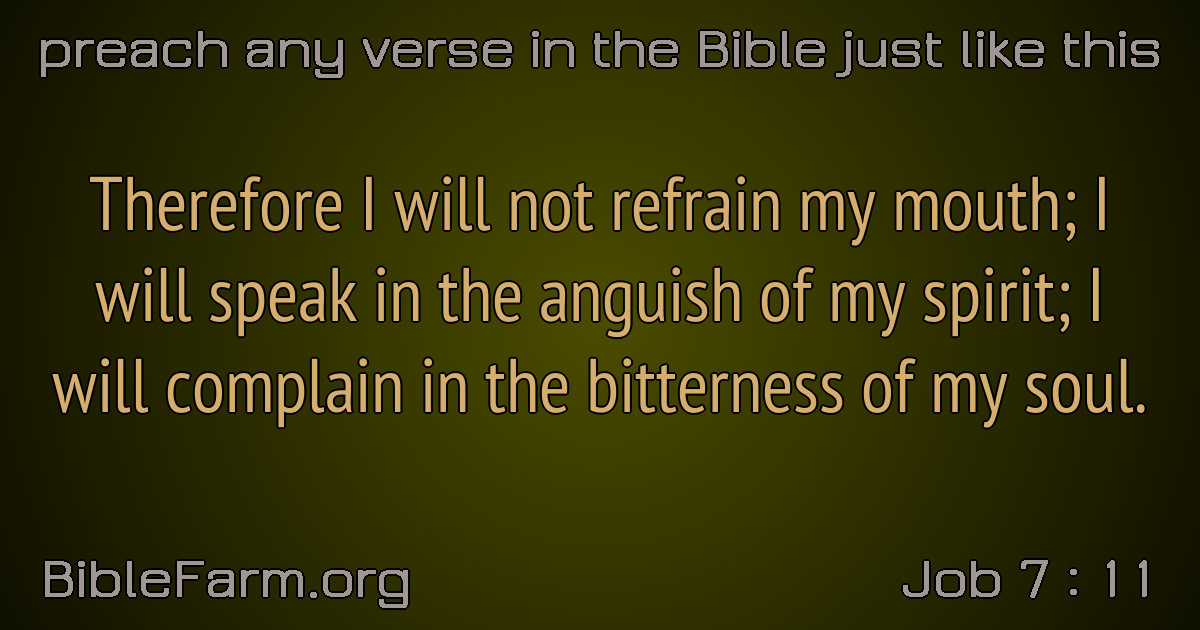 preach any verse in the Bible just like this
Therefore I will not refrain my mouth; I
will speak in the anguish of my spirit; I
will complain in the bitterness of my soul.
BibleFarm.org
Job 7 : 11